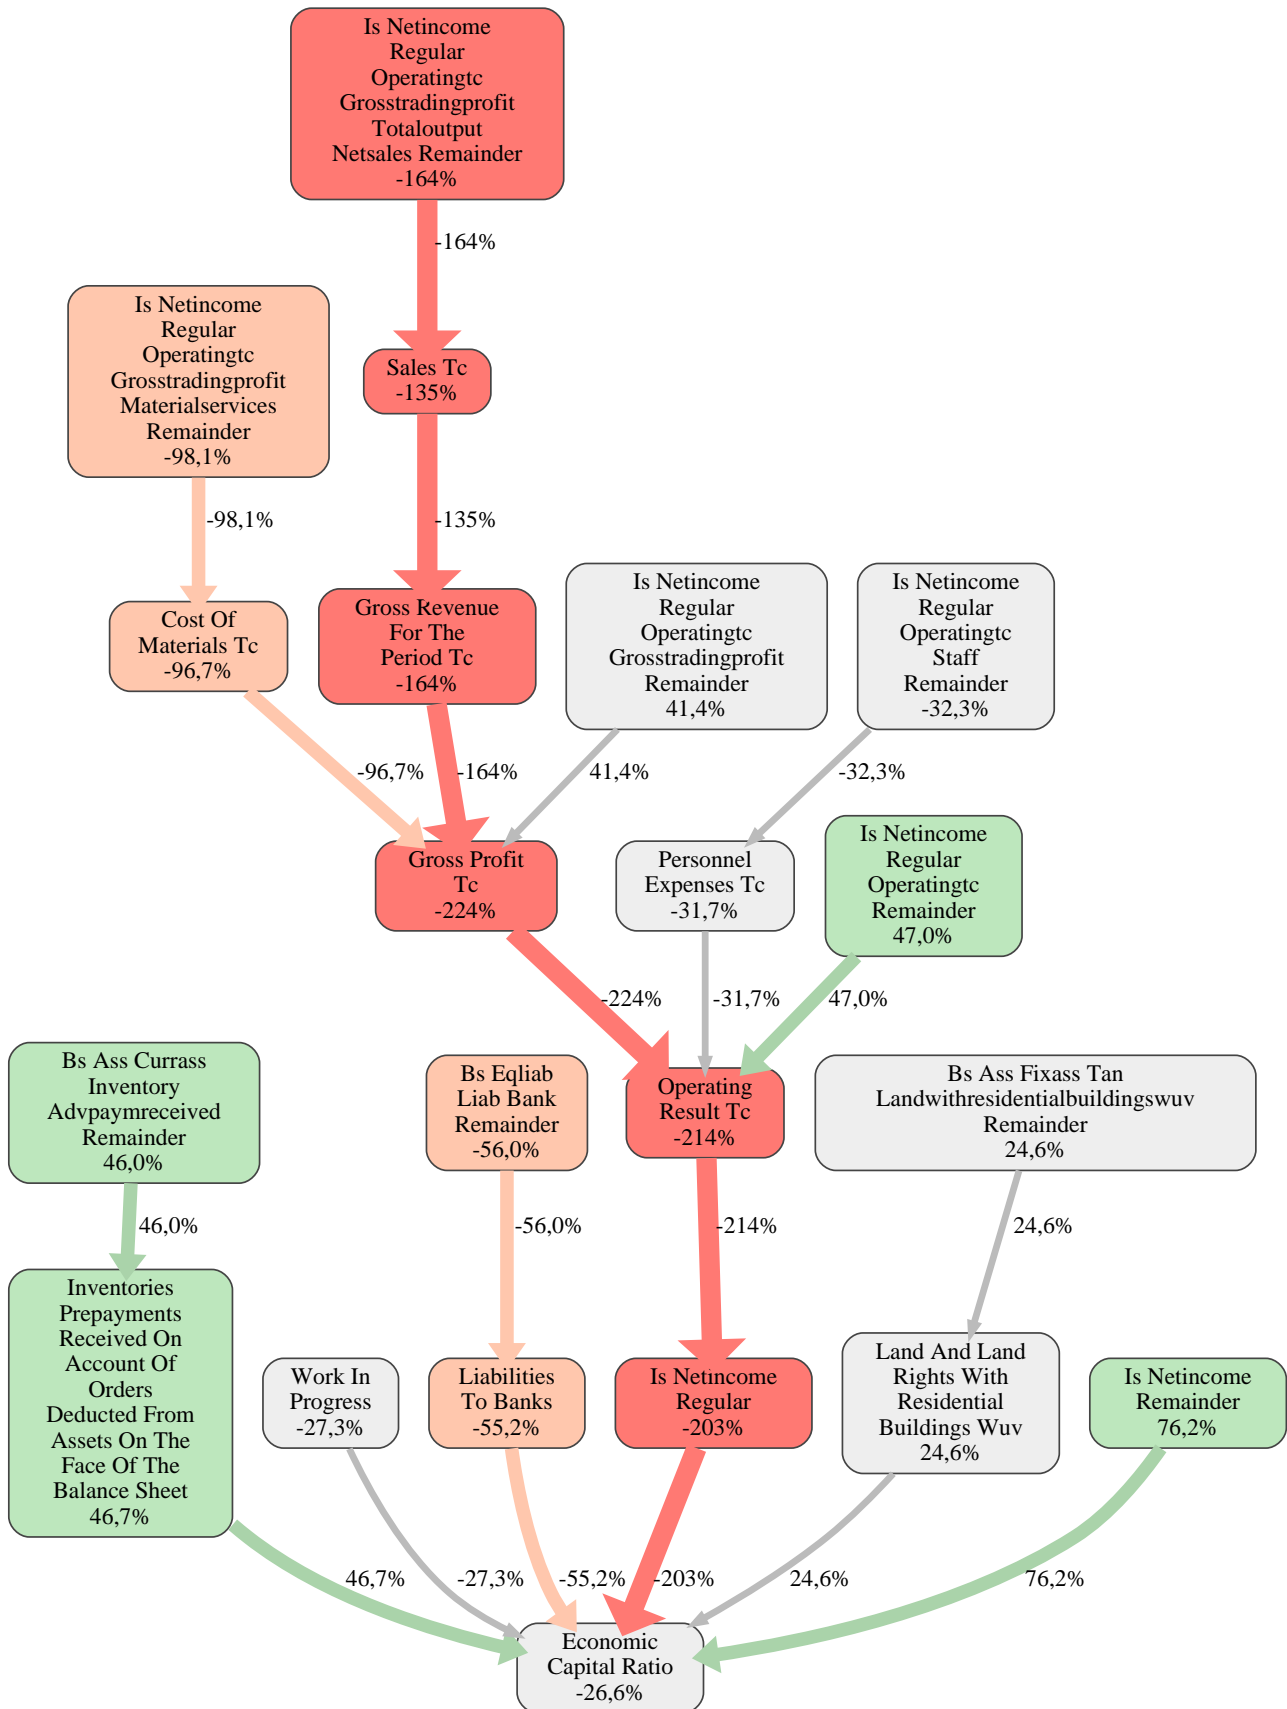 Is Netincome
Regular
Operatingtc
Grosstradingprofit
Totaloutput
Netsales Remainder
-164%
-164%
Is Netincome
Regular
Operatingtc
Grosstradingprofit
Materialservices
Remainder
-98,1%
Sales Tc
-135%
-98,1%
-135%
Cost Of
Materials Tc
-96,7%
Gross Revenue
For The
Period Tc
-164%
Is Netincome
Regular
Operatingtc
Grosstradingprofit
Remainder
41,4%
Is Netincome
Regular
Operatingtc
Staff
Remainder
-32,3%
-96,7%
-164%
41,4%
-32,3%
Gross Profit
Tc
-224%
Personnel
Expenses Tc
-31,7%
Is Netincome
Regular
Operatingtc
Remainder
47,0%
-224%
-31,7%
47,0%
Bs Ass Currass
Inventory
Advpaymreceived
Remainder
46,0%
Bs Eqliab
Liab Bank
Remainder
-56,0%
Operating
Result Tc
-214%
Bs Ass Fixass Tan
Landwithresidentialbuildingswuv
Remainder
24,6%
46,0%
-56,0%
-214%
24,6%
Inventories
Prepayments
Received On
Account Of
Orders
Deducted From
Assets On The
Face Of The
Balance Sheet
46,7%
Work In
Progress
-27,3%
Liabilities
To Banks
-55,2%
Is Netincome
Regular
-203%
Land And Land
Rights With
Residential
Buildings Wuv
24,6%
Is Netincome
Remainder
76,2%
46,7%
-27,3%
-55,2%
-203%
24,6%
76,2%
Economic
Capital Ratio
-26,6%